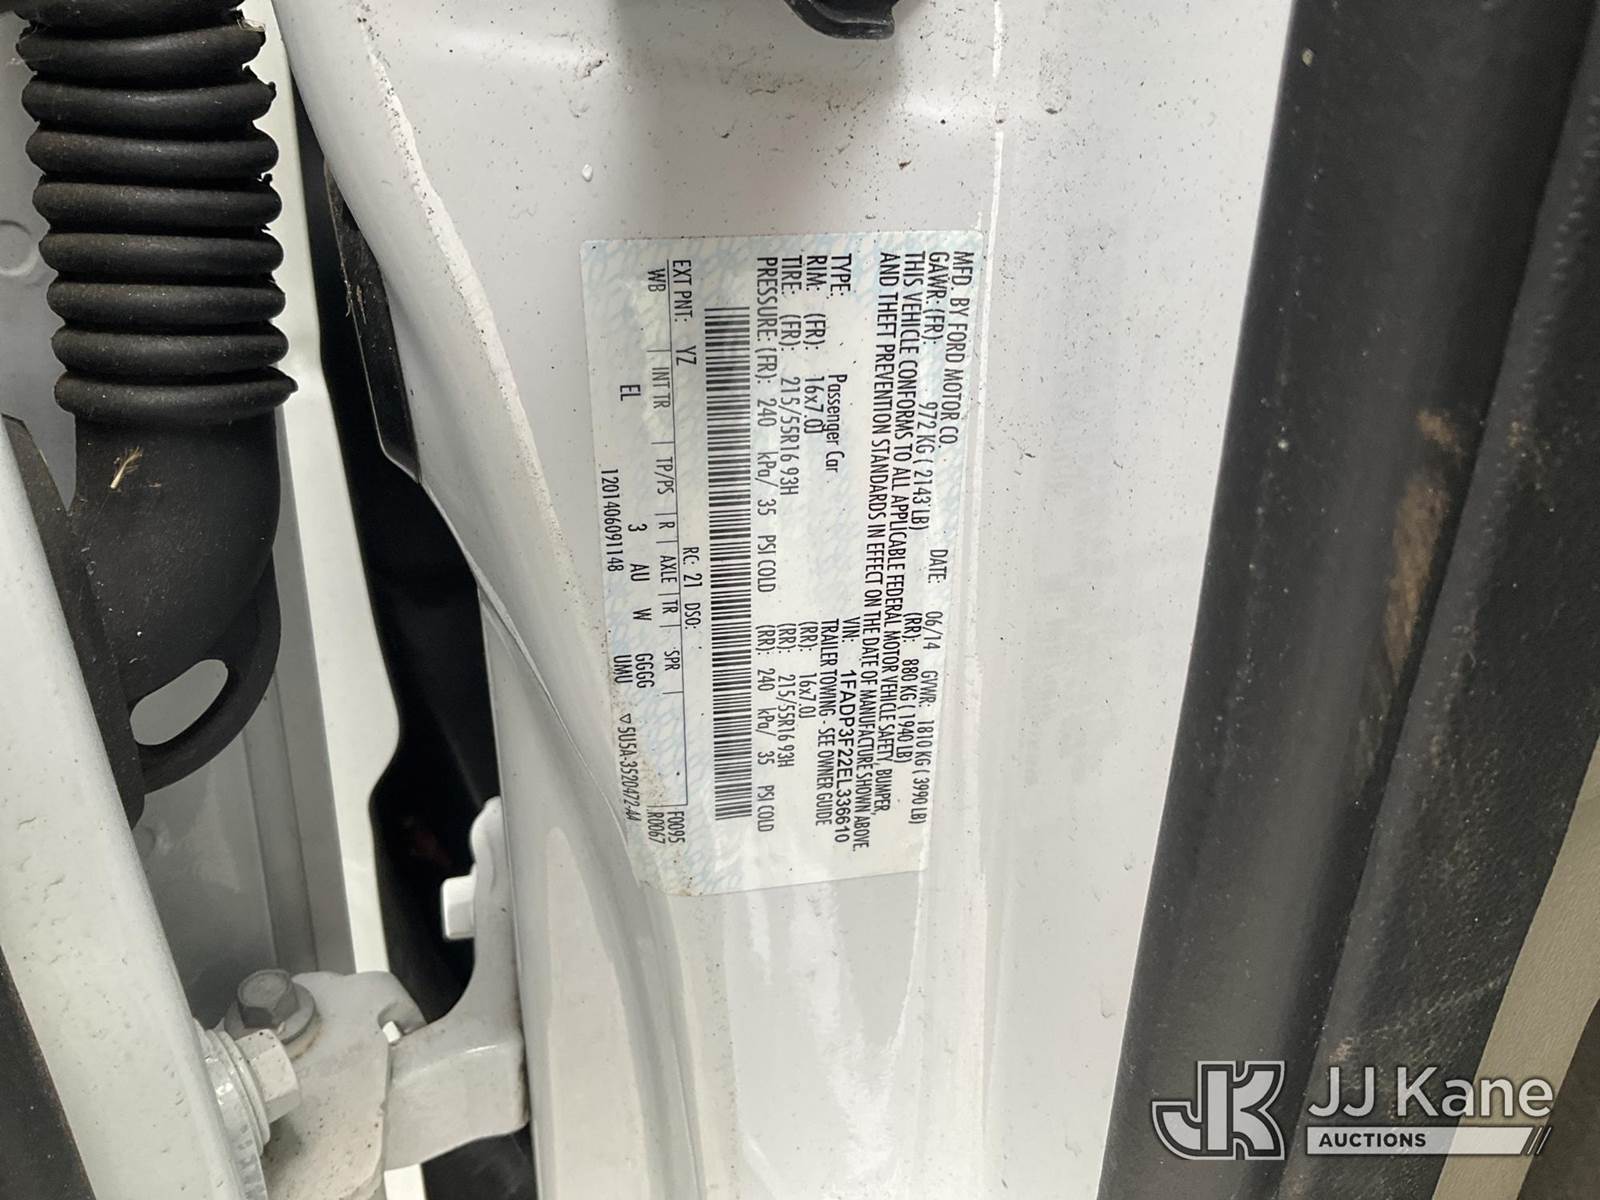 MFD. BY FORD MOTOR CO.
DATE: 06/14 GVWR: 1810 KG ( 3990 LB)
GAWR: (FR): 972 KG ( 2143 LB) (RR): 880 KG ( 1940 LB)
THIS VEHICLE CONFORMS TO ALL APPLICABLE FEDERAL MOTOR VEHICLE SAFETY, BUMPER,
AND THEFT PREVENTION STANDARDS IN EFFECT ON THE DATE OF MANUFACTURE SHOWN ABOVE.
VIN: 1FADP3F22EL336610
TYPE: Passenger Car TRAILER TOWING - SEE OWNER GUIDE
RIM: (FR): 16x7.0J (RR): 16x7.0J
TIRE: (FR): 215/55R16 93H (RR): 215/55R16 93H
PRESSURE (FR): 240 kPa/ 35 PSI COLD (RR): 240 kPa/ 35 PSI COLD
RC: 21 DSO:
EXT PNT: YZ F0095
WB INT TR TP/PS R AXLE TR SPR R0067
EL 3 AU W GGGG
12014060911​48 UMU ▽5U5A-3520472-AA
JK
JJ Kane
AUCTIONS